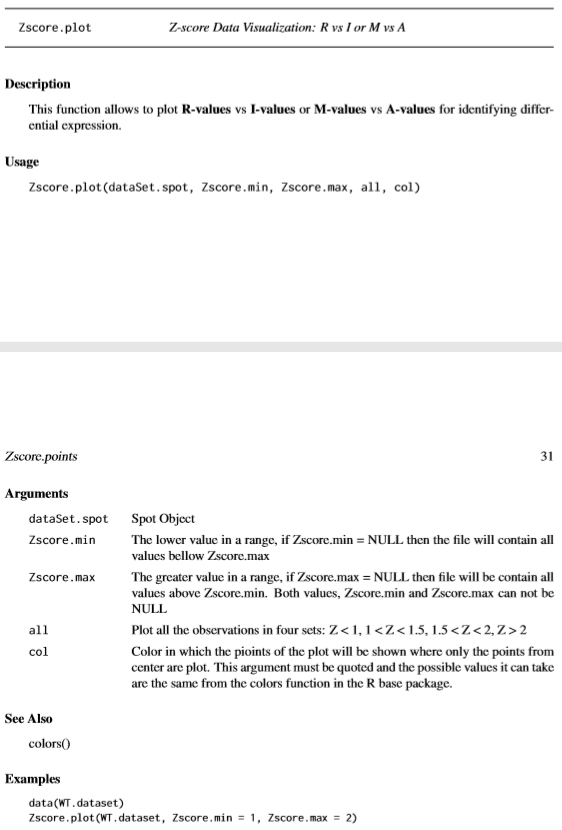 Zscore.plot Z-score Data Visualization: R vs I or M vs A
Description
This function allows to plot R-values vs I-values or M-values vs A-values for identifying differ-
ential expression.
Usage
Zscore.plot(dataSet.spot, Zscore.min, Zscore.max, all, col)
Zscore.points 31
Arguments
dataSet.spot Spot Object
Zscore.min The lower value in a range, if Zscore.min = NULL then the file will contain all
values bellow Zscore.max
Zscore.max The greater value in a range, if Zscore.max = NULL then file will be contain all
values above Zscore.min. Both values, Zscore.min and Zscore.max can not be
NULL
all Plot all the observations in four sets: Z < 1, 1 < Z < 1.5, 1.5 < Z < 2, Z > 2
col Color in which the pioints of the plot will be shown where only the points from
center are plot. This argument must be quoted and the possible values it can take
are the same from the colors function in the R base package.
See Also
colors()
Examples
data(WT.dataset)
Zscore.plot(WT.dataset, Zscore.min = 1, Zscore.max = 2)